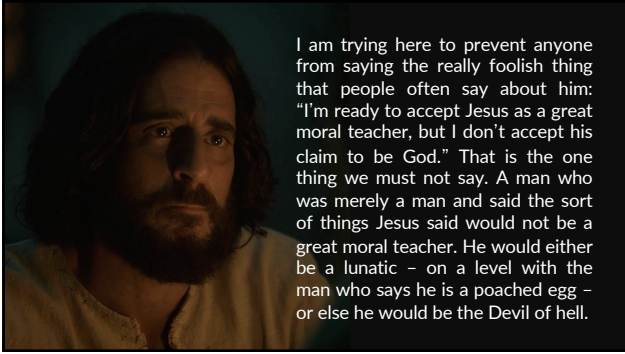 I am trying here to prevent anyone
from saying the really foolish thing
that people often say about him:
“I’m ready to accept Jesus as a great
moral teacher, but I don’t accept his
claim to be God.” That is the one
thing we must not say. A man who
was merely a man and said the sort
of things Jesus said would not be a
great moral teacher. He would either
be a lunatic – on a level with the
man who says he is a poached egg –
or else he would be the Devil of hell.